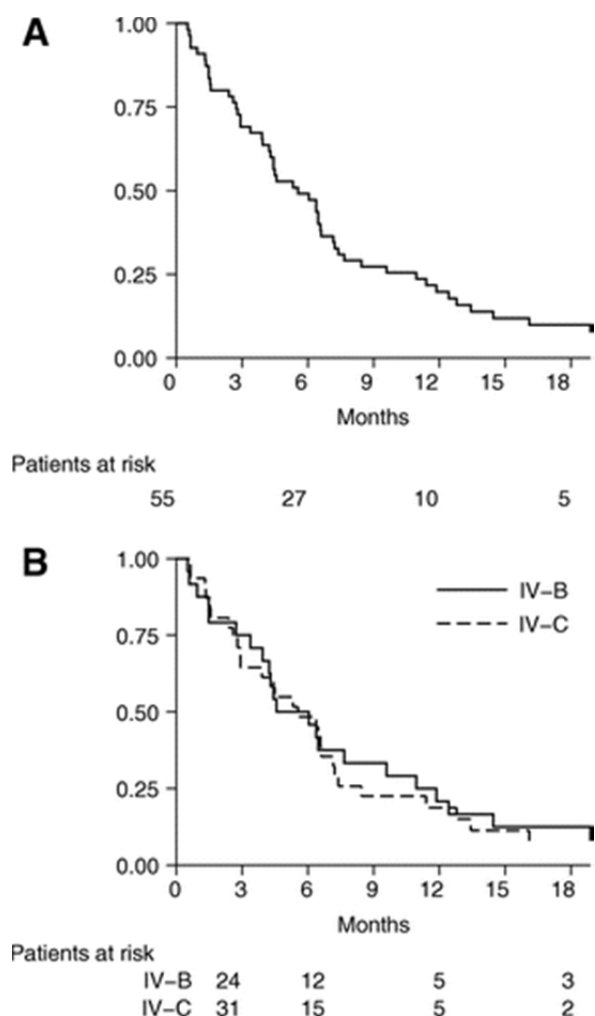 A
1.00
0.75
0.50
0.25
0.00
0 3 6 9 12 15 18
Months
Patients at risk
55 27 10 5
B
1.00
0.75
0.50
0.25
0.00
IV-B
IV-C
0 3 6 9 12 15 18
Months
Patients at risk
IV-B 24 12 5 3
IV-C 31 15 5 2